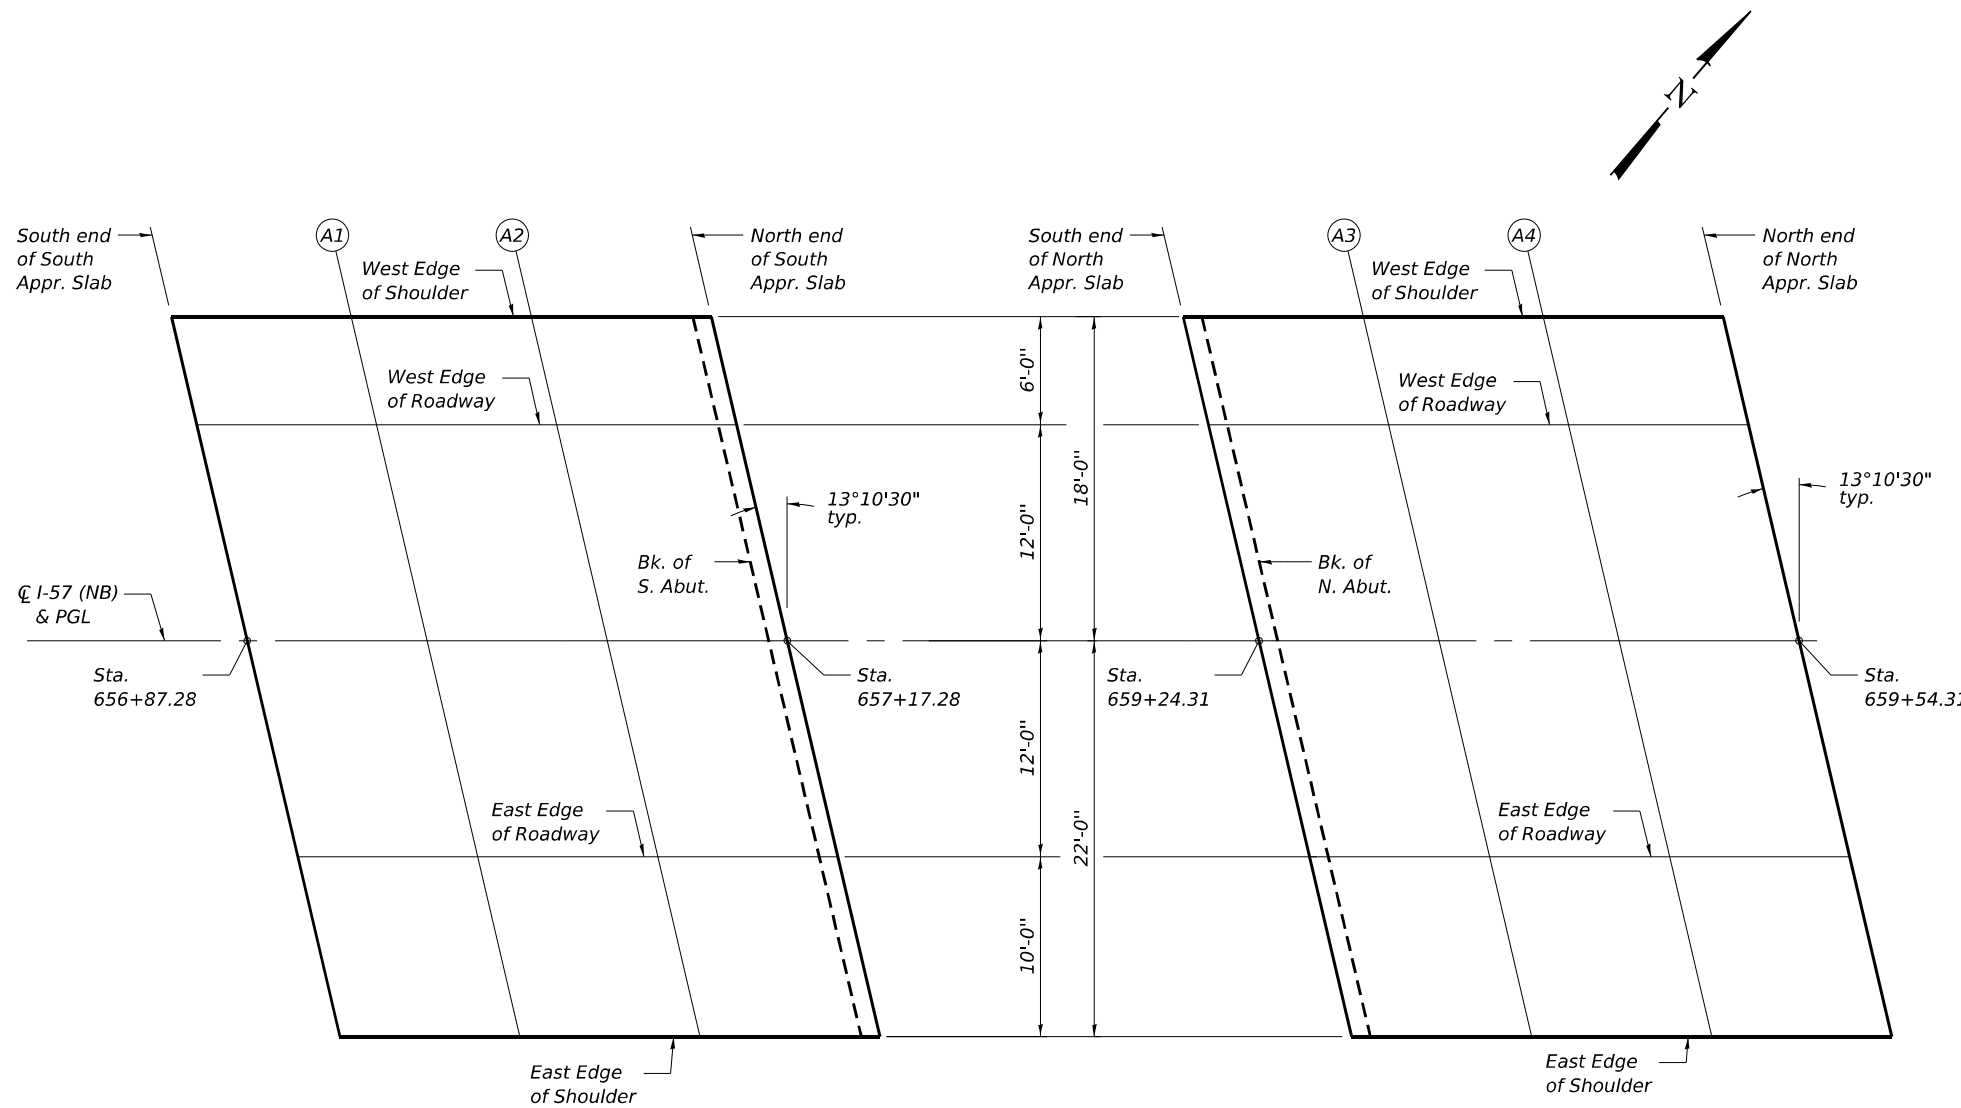 N
South end
of South
Appr. Slab
A1
A2
West Edge
of Shoulder
North end
of South
Appr. Slab
South end
of North
Appr. Slab
A3
A4
West Edge
of Shoulder
North end
of North
Appr. Slab
West Edge
of Roadway
6'-0"
West Edge
of Roadway
13°10'30"
typ.
12'-0"
18'-0"
13°10'30"
typ.
Bk. of
S. Abut.
Bk. of
N. Abut.
℄ I-57 (NB)
& PGL
Sta.
656+87.28
Sta.
657+17.28
Sta.
659+24.31
Sta.
659+54.31
12'-0"
East Edge
of Roadway
22'-0"
East Edge
of Roadway
10'-0"
East Edge
of Shoulder
East Edge
of Shoulder